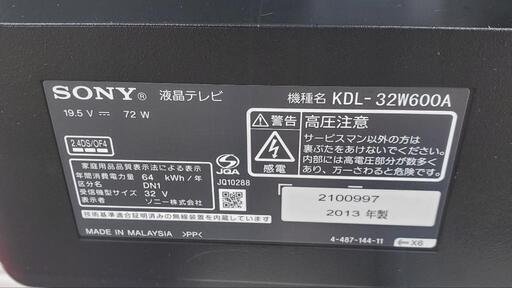 SONY® 液晶テレビ 機種名 KDL-32W600A
19.5 V ⎓ 72 W
2.4DS/OF4
家庭用品品質表示法による表示
年間消費電力量 64 kWh/年
区分名 DN1
受信機型サイズ 32 V
表示者 ソニー株式会社
技術基準適合証明済みの無線装置を内蔵しています
MADE IN MALAYSIA >PP<
JQA
JQ10288
警告 高圧注意
感電
サービスマン以外の方は
裏ぶたをあけないでください。
内部には高電圧部分が数多く
あり、万一さわると危険です。
2100997
2013 年製
4-487-144-11
X6